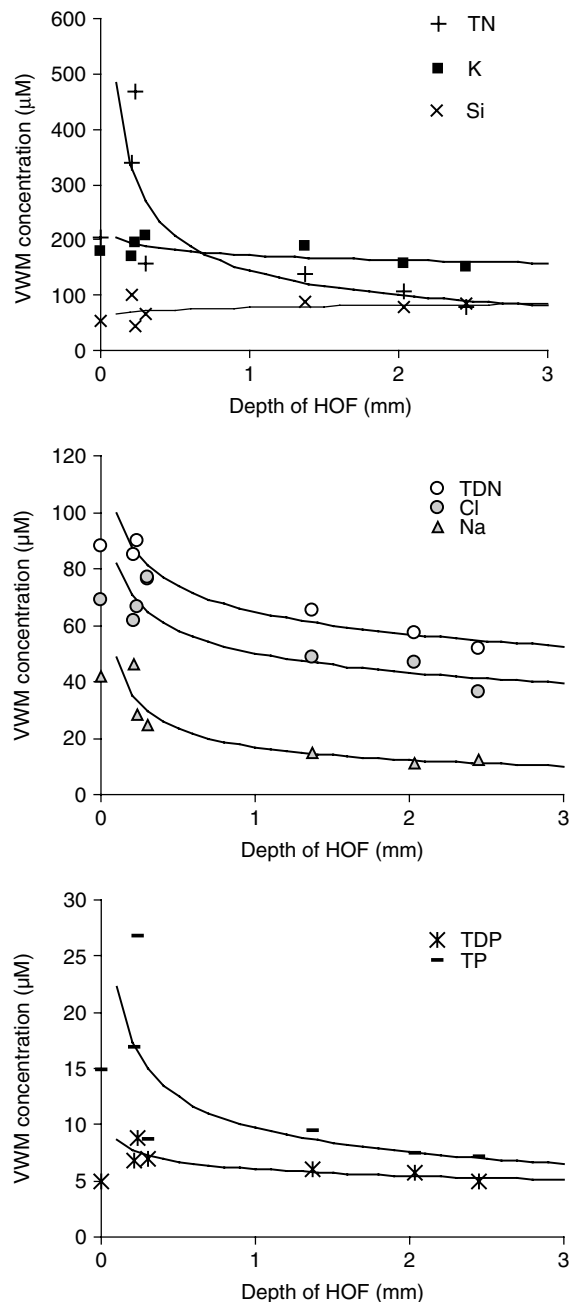 TN
K
Si
600
500
400
300
200
100
0
VWM concentration (µM)
0 1 2 3
Depth of HOF (mm)
TDN
Cl
Na
120
100
80
60
40
20
0
VWM concentration (µM)
0 1 2 3
Depth of HOF (mm)
TDP
TP
30
25
20
15
10
5
0
VWM concentration (µM)
0 1 2 3
Depth of HOF (mm)